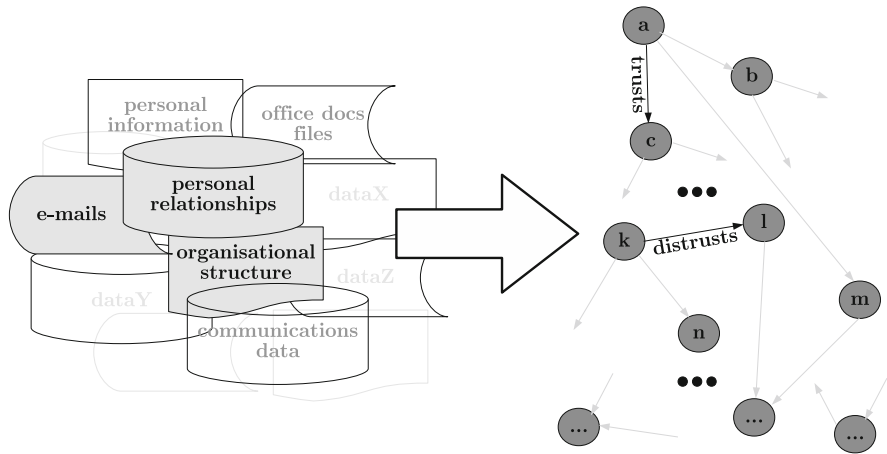 personal
information
office docs
files
personal
relationships
dataX
e-mails
organisational
structure
dataZ
dataY
communications
data
a
b
trusts
c
•••
l
k
distrusts
m
n
•••
...
...
...